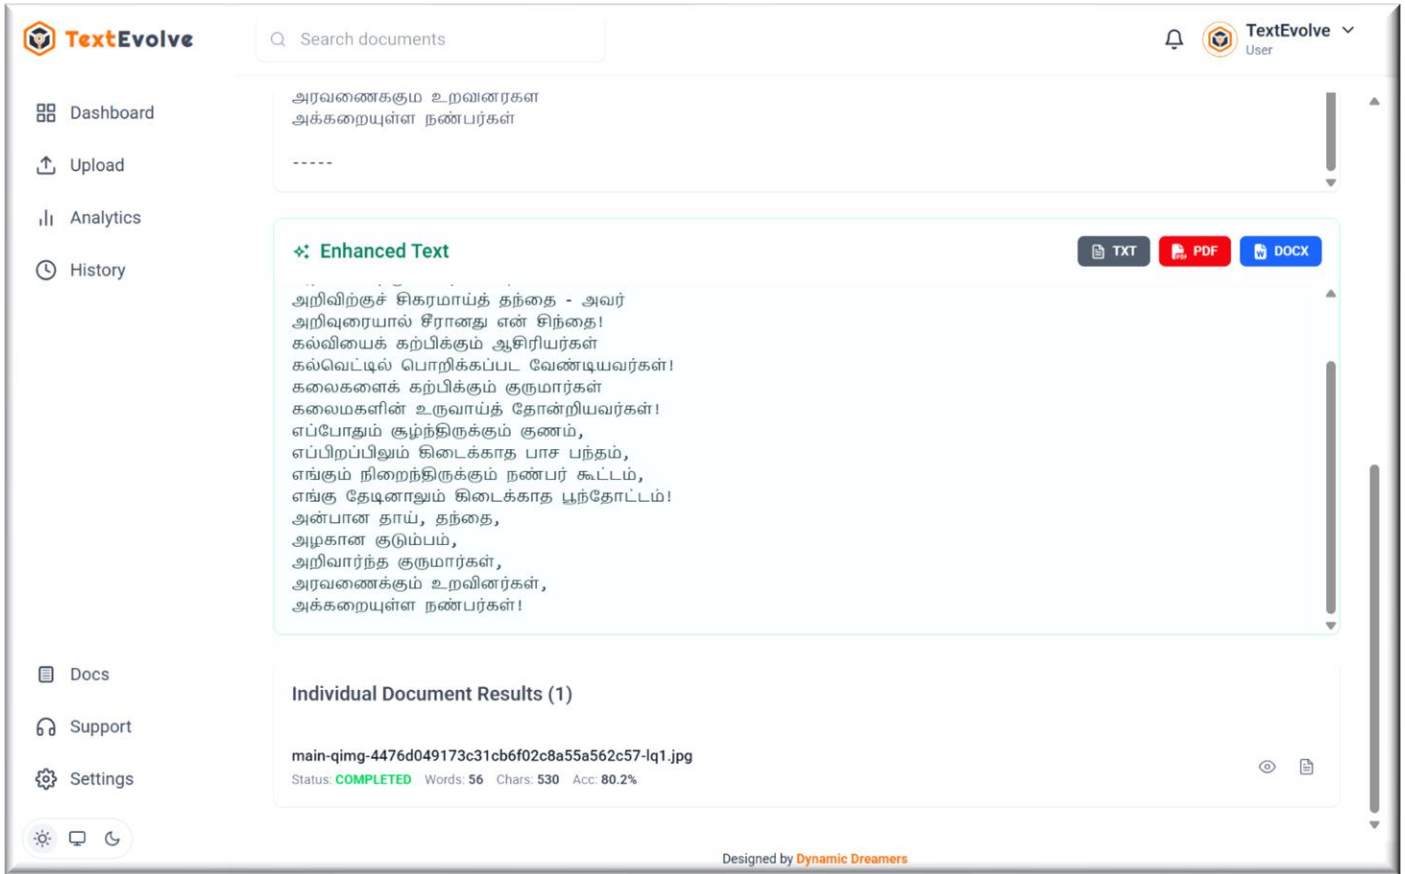 TextEvolve
Search documents
TextEvolve
User
Dashboard
Upload
Analytics
History
அரவணைக்கும் உறவினர்கள்
அக்கறையுள்ள நண்பர்கள்
-----
Enhanced Text
TXT
PDF
DOCX
அறிவிற்குச் சிகரமாய்த் தந்தை - அவர்
அறிவுரையால் சீரானது என் சிந்தை!
கல்வியைக் கற்பிக்கும் ஆசிரியர்கள்
கல்வெட்டில் பொறிக்கப்பட வேண்டியவர்கள்!
கலைகளைக் கற்பிக்கும் குருமார்கள்
கலைமகளின் உருவாய்த் தோன்றியவர்கள்!
எப்போதும் சூழ்ந்திருக்கும் குணம்,
எப்பிறப்பிலும் கிடைக்காத பாச பந்தம்,
எங்கும் நிறைந்திருக்கும் நண்பர் கூட்டம்,
எங்கு தேடினாலும் கிடைக்காத பூந்தோட்டம்!
அன்பான தாய், தந்தை,
அழகான குடும்பம்,
அறிவார்ந்த குருமார்கள்,
அரவணைக்கும் உறவினர்கள்,
அக்கறையுள்ள நண்பர்கள்!
Docs
Support
Settings
Individual Document Results (1)
main-qimg-4476d049173c31cb6f02c8a55a562c57-lq1.jpg
Status: COMPLETED Words: 56 Chars: 530 Acc: 80.2%
Designed by Dynamic Dreamers